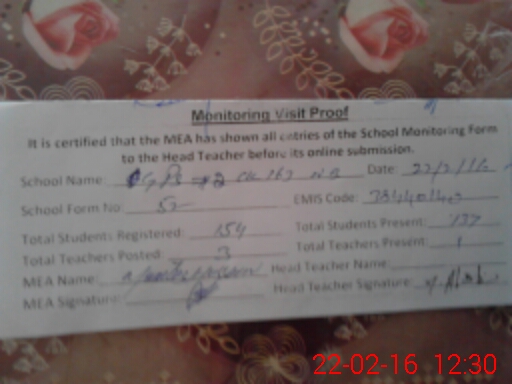 Monitoring Visit Proof
It is certified that the MEA has shown all entries of the School Monitoring Form
to the Head Teacher before its online submission.
School Name: GPS #2 Date: 22/2/16
School Form No: EMIS Code:
Total Students Registered: 154 Total Students Present: 137
Total Teachers Posted: 3 Total Teachers Present: 1
MEA Name: Head Teacher Name:
MEA Signature: Head Teacher Signature:
22-02-16 12:30